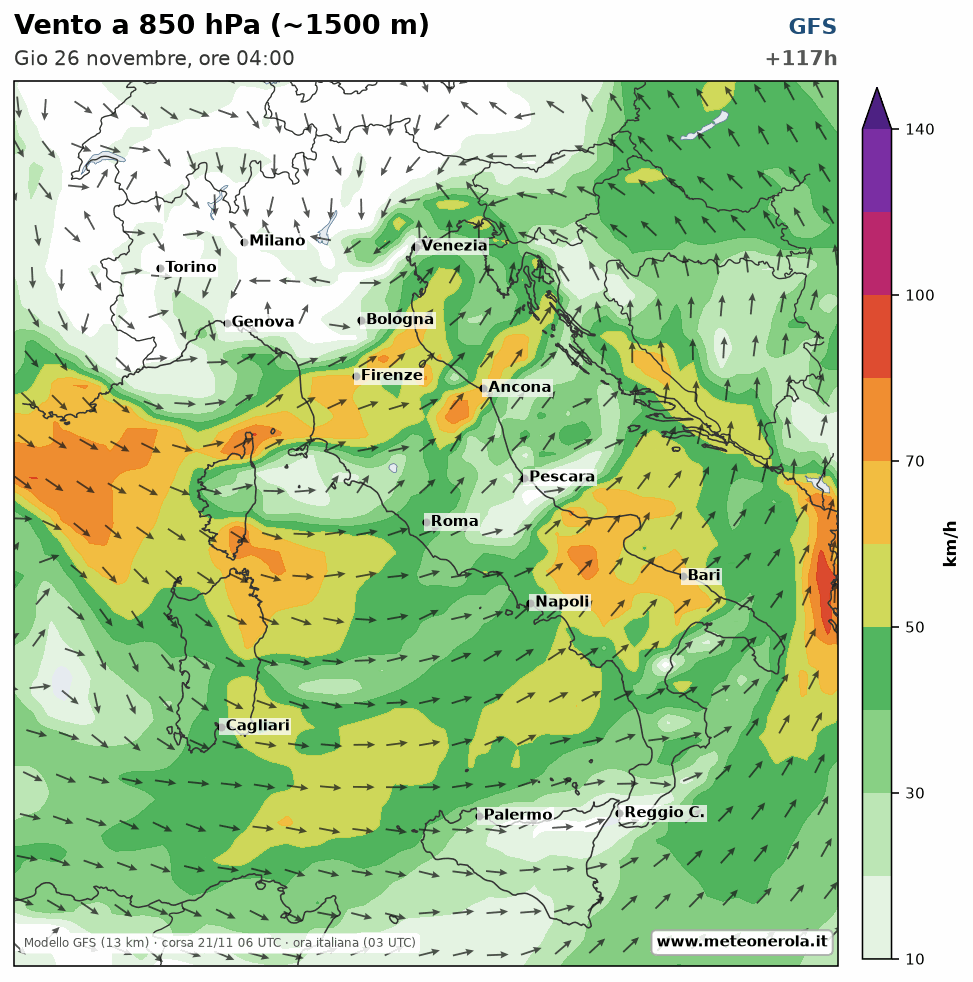 Vento a 850 hPa (~1500 m)
GFS
Gio 26 novembre, ore 04:00
+117h
Milano
Venezia
Torino
Genova
Bologna
Firenze
Ancona
Pescara
Roma
Bari
Napoli
Cagliari
Palermo
Reggio C.
140
100
70
50
30
10
km/h
Modello GFS (13 km) · corsa 21/11 06 UTC · ora italiana (03 UTC)
www.meteonerola.it